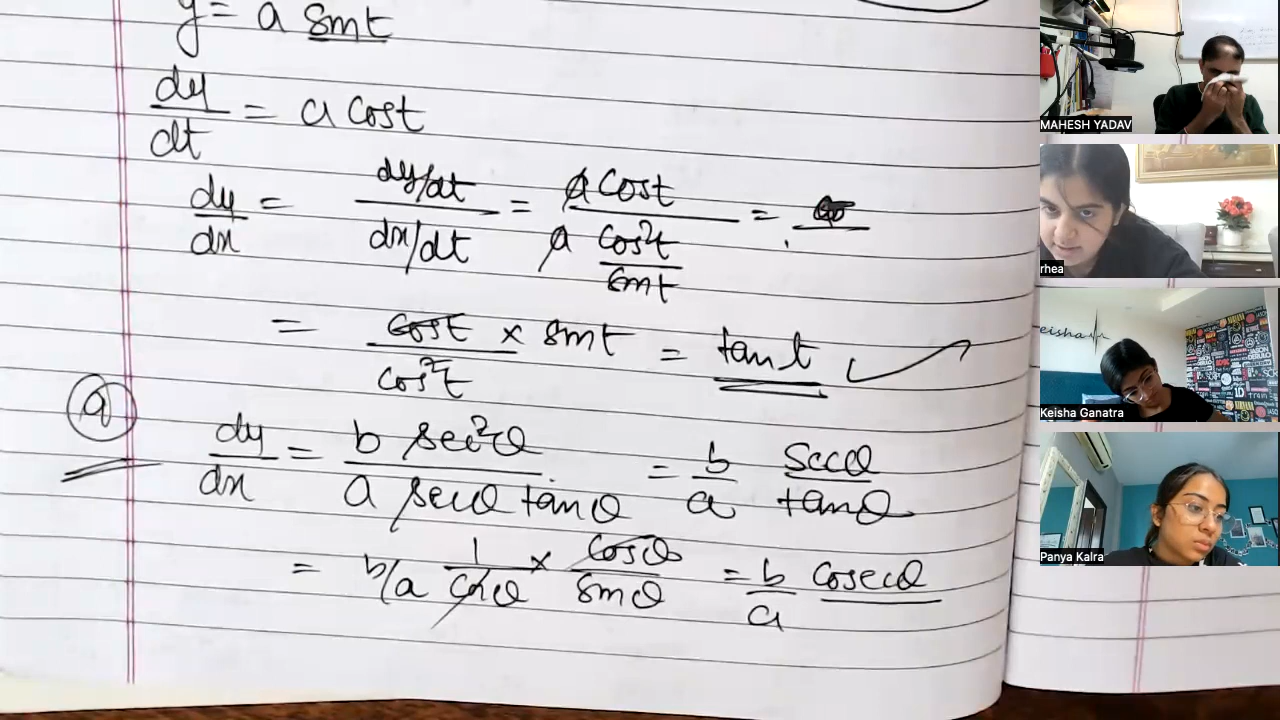 y = a sint
dy/dt = a cost
dy/dx = (dy/dt)/(dx/dt) = (a cost)/(a cos²t/sint) =
= cost/cos²t × sint = tant ✓
(9)
dy/dx = (b sec²θ)/(a secθ tanθ) = b/a secθ/tanθ
= b/a 1/cosθ × cosθ/sinθ = b/a cosecθ
MAHESH YADAV
rhea
Keisha Ganatra
Panya Kalra